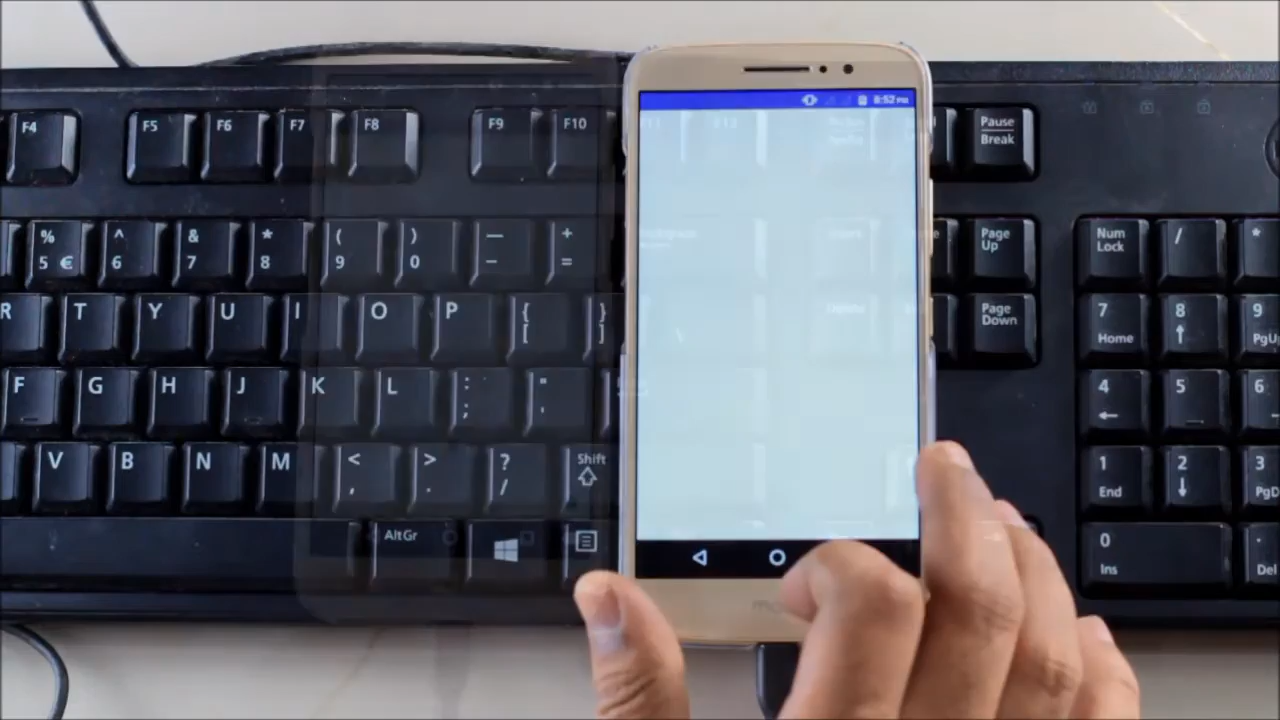 F4 F5 F6 F7 F8 F9 F10 Pause
Break
8:52 PM
% ^ & * ( ) — + Page Up Num Lock / *
5 € 6 7 8 9 0 - =
R T Y U I O P { [ } ] Page Down 7 Home 8 ↑ 9
F G H J K L : ; " ' 4 ← 5 6
V B N M < , > . ? / Shift 1 End 2 ↓ 3
AltGr 0 Ins . Del